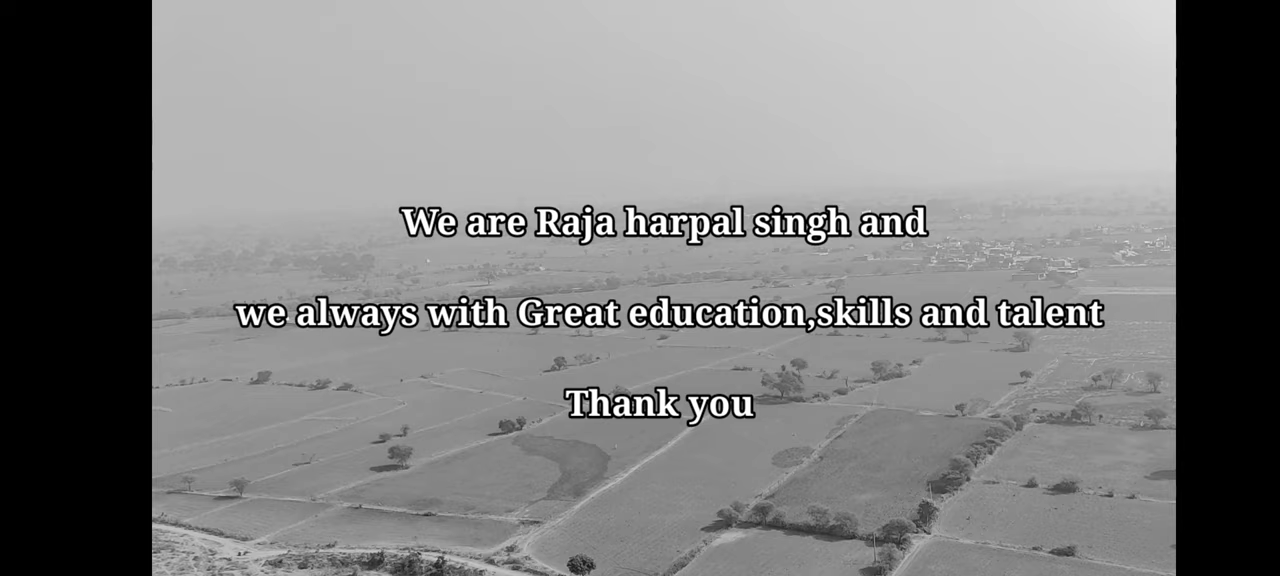 We are Raja harpal singh and
we always with Great education,skills and talent
Thank you